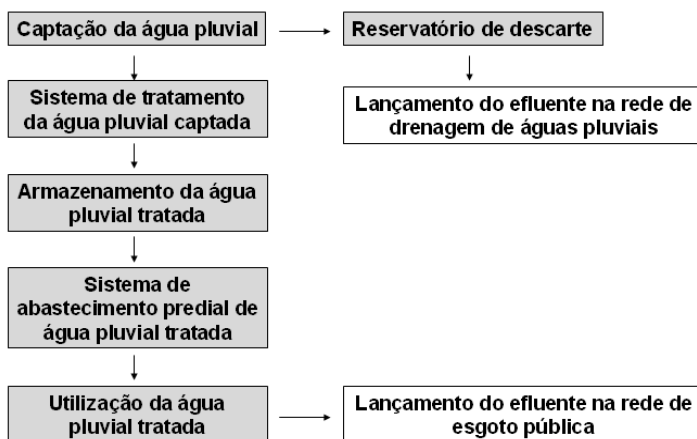 Captação da água pluvial
Reservatório de descarte
Sistema de tratamento
da água pluvial captada
Lançamento do efluente na rede de
drenagem de águas pluviais
Armazenamento da água
pluvial tratada
Sistema de
abastecimento predial de
água pluvial tratada
Utilização da água
pluvial tratada
Lançamento do efluente na rede de
esgoto pública